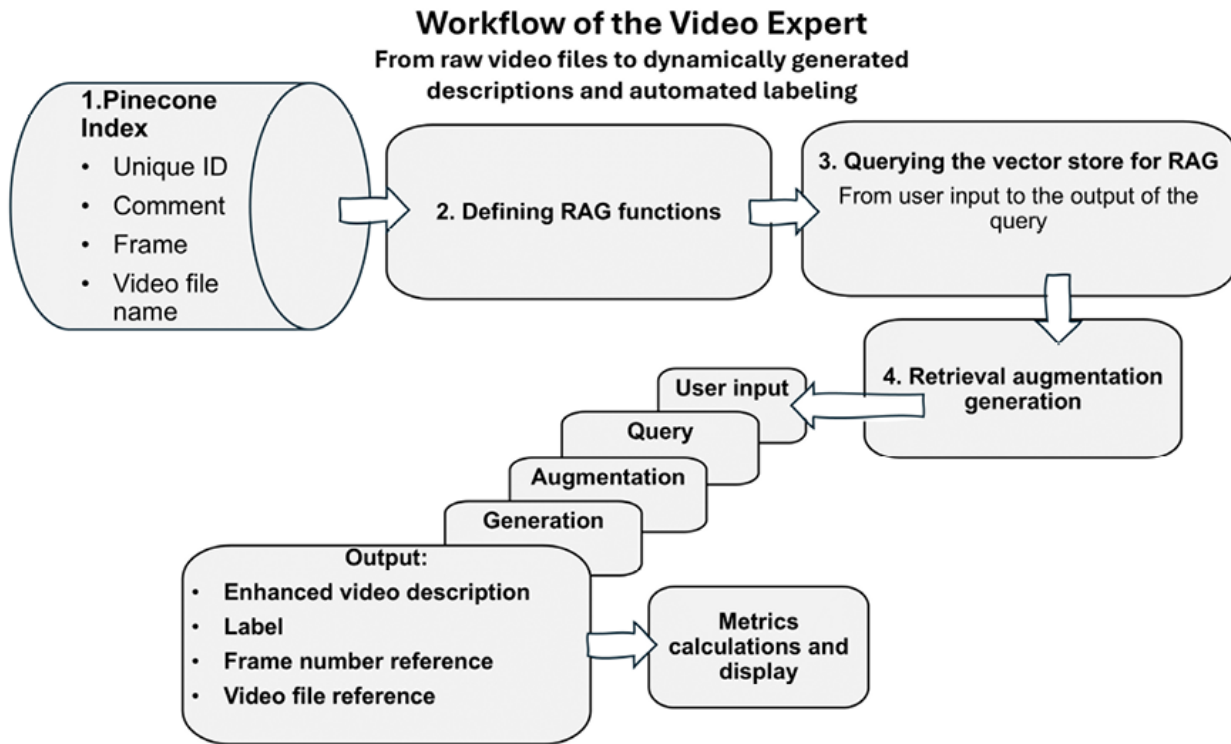 Workflow of the Video Expert
From raw video files to dynamically generated
descriptions and automated labeling
1.Pinecone
Index
• Unique ID
• Comment
• Frame
• Video file
name
2. Defining RAG functions
3. Querying the vector store for RAG
From user input to the output of the
query
4. Retrieval augmentation
generation
User input
Query
Augmentation
Generation
Output:
• Enhanced video description
• Label
• Frame number reference
• Video file reference
Metrics
calculations and
display